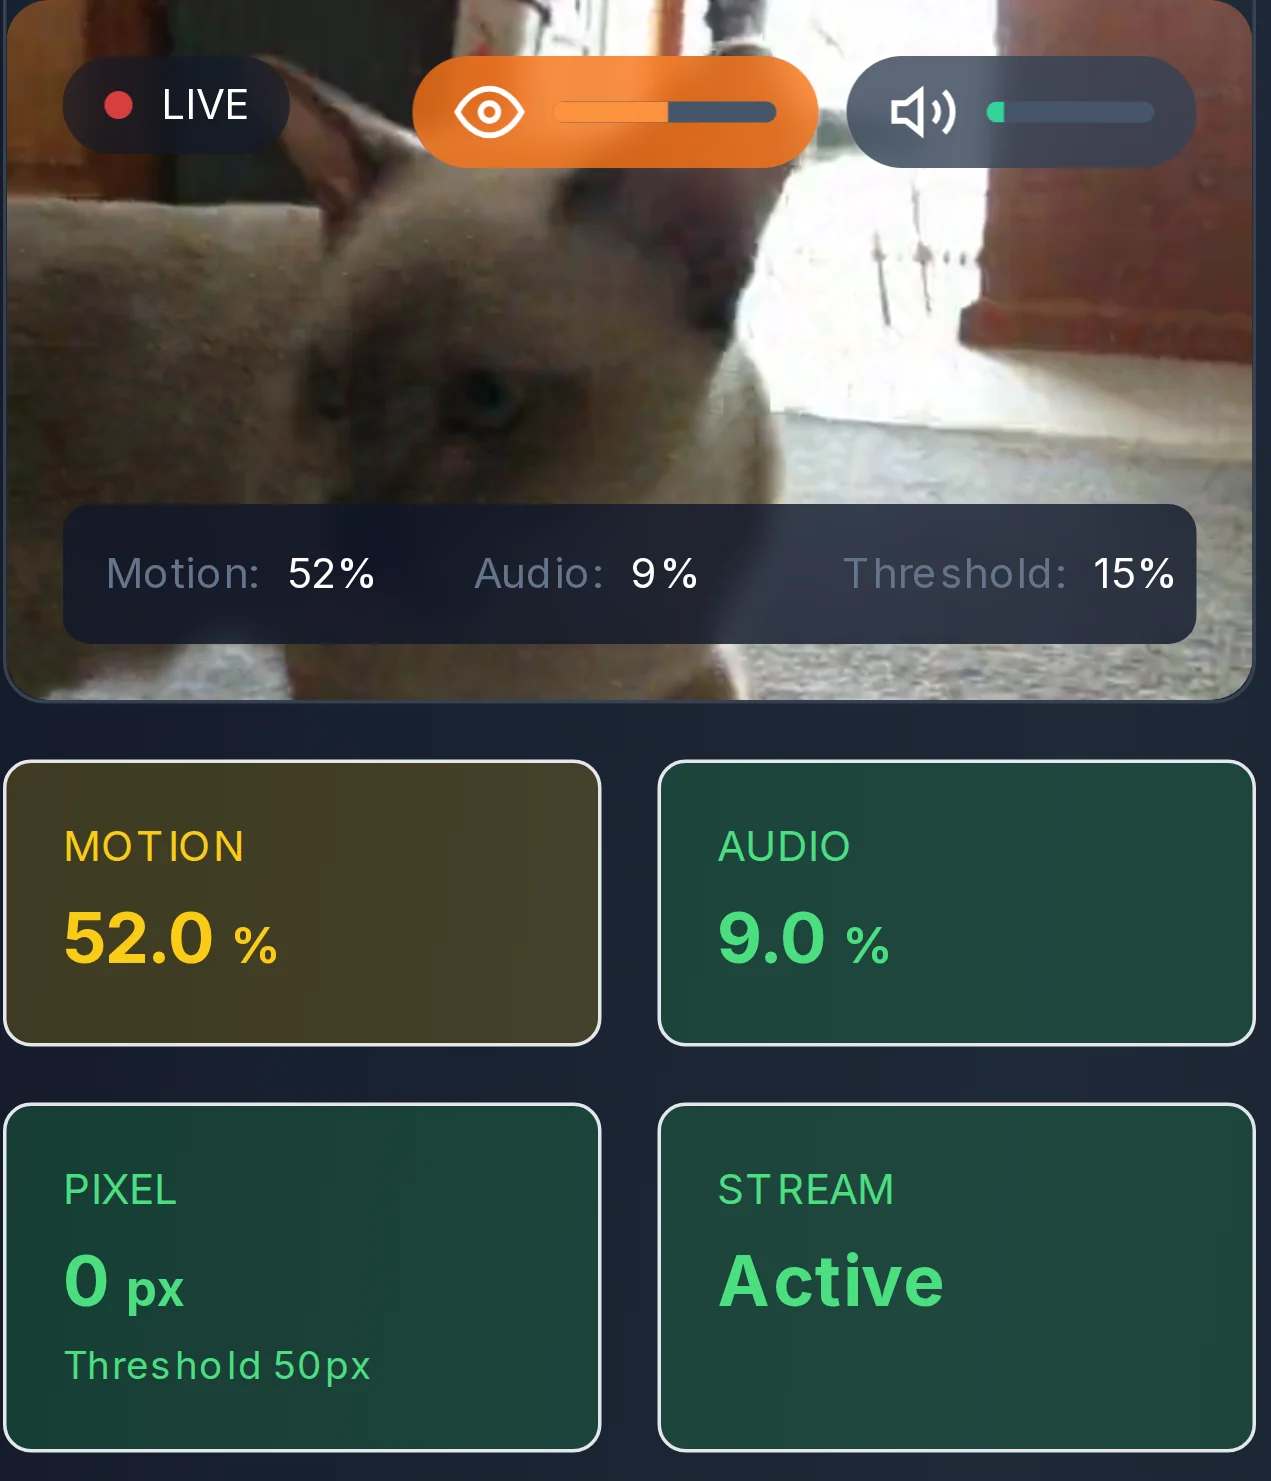 LIVE
Motion: 52% Audio: 9% Threshold: 15%
MOTION
52.0 %
AUDIO
9.0 %
PIXEL
0 px
Threshold 50px
STREAM
Active